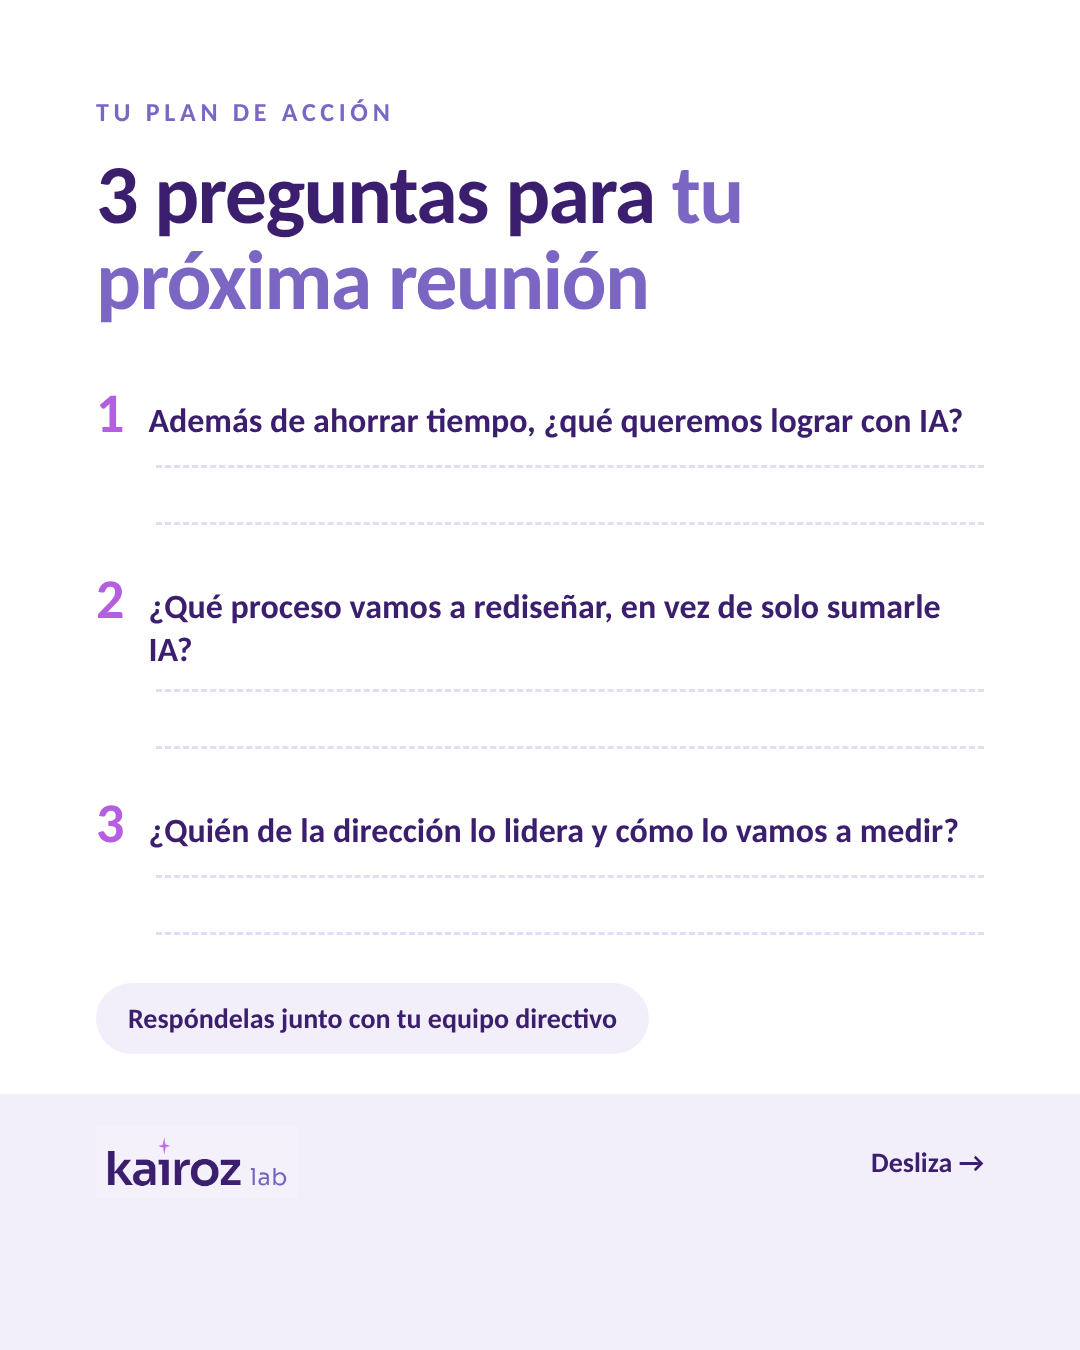 TU PLAN DE ACCIÓN
3 preguntas para tu
próxima reunión
1 Además de ahorrar tiempo, ¿qué queremos lograr con IA?
2 ¿Qué proceso vamos a rediseñar, en vez de solo sumarle
IA?
3 ¿Quién de la dirección lo lidera y cómo lo vamos a medir?
Respóndelas junto con tu equipo directivo
kairoz lab
Desliza →